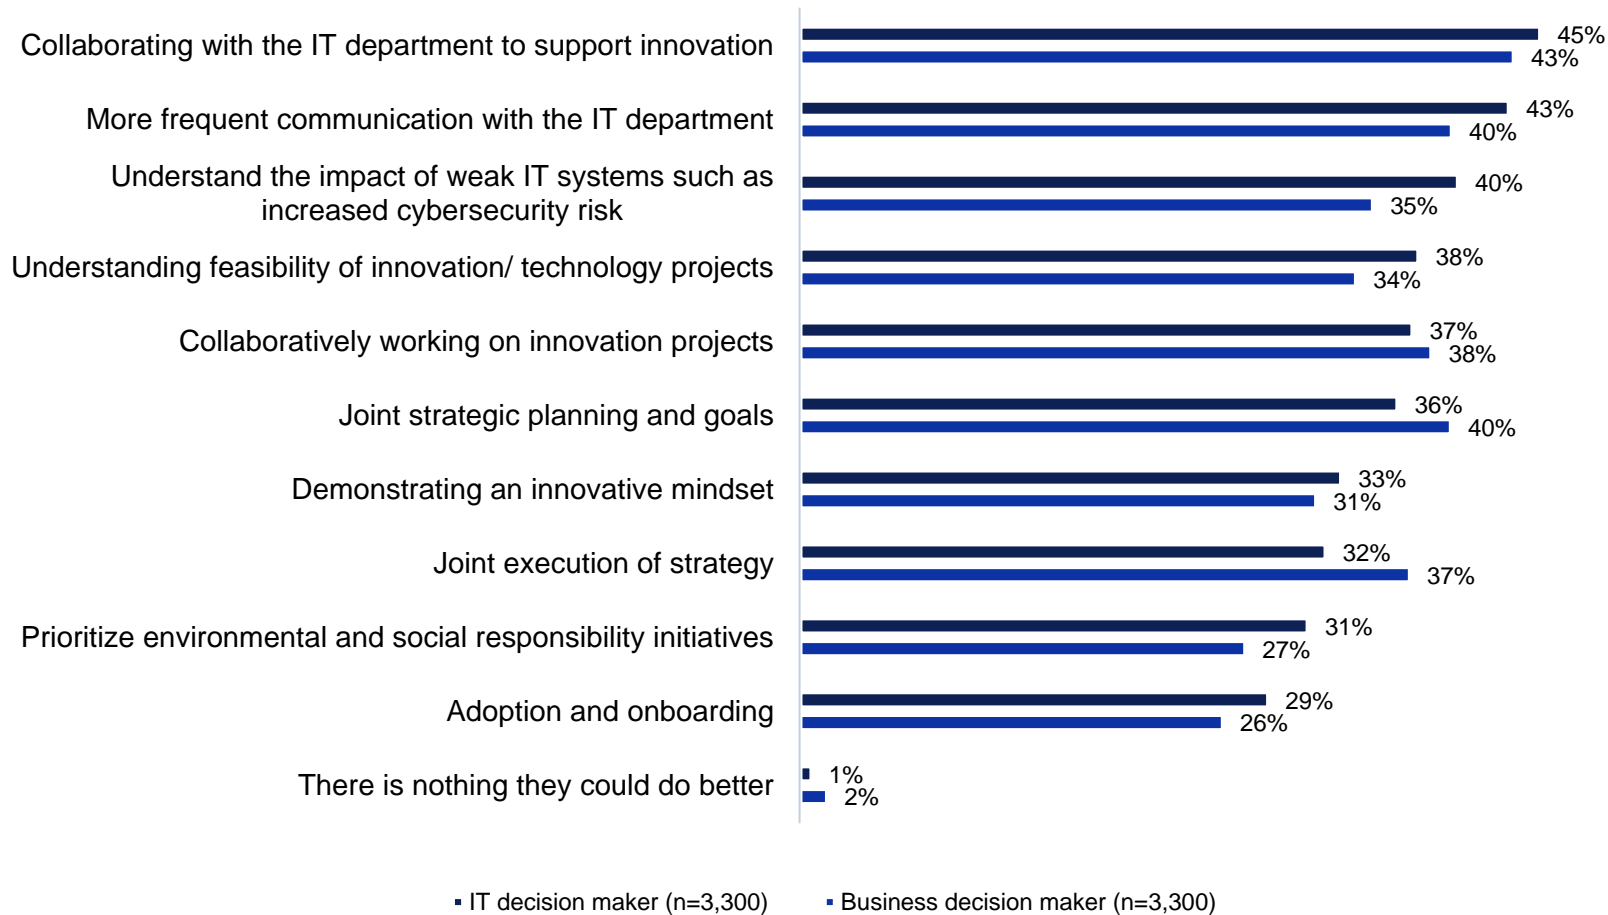 Collaborating with the IT department to support innovation
45%
43%
More frequent communication with the IT department
43%
40%
Understand the impact of weak IT systems such as
increased cybersecurity risk
40%
35%
Understanding feasibility of innovation/ technology projects
38%
34%
Collaboratively working on innovation projects
37%
38%
Joint strategic planning and goals
36%
40%
Demonstrating an innovative mindset
33%
31%
Joint execution of strategy
32%
37%
Prioritize environmental and social responsibility initiatives
31%
27%
Adoption and onboarding
29%
26%
There is nothing they could do better
1%
2%
IT decision maker (n=3,300)
Business decision maker (n=3,300)